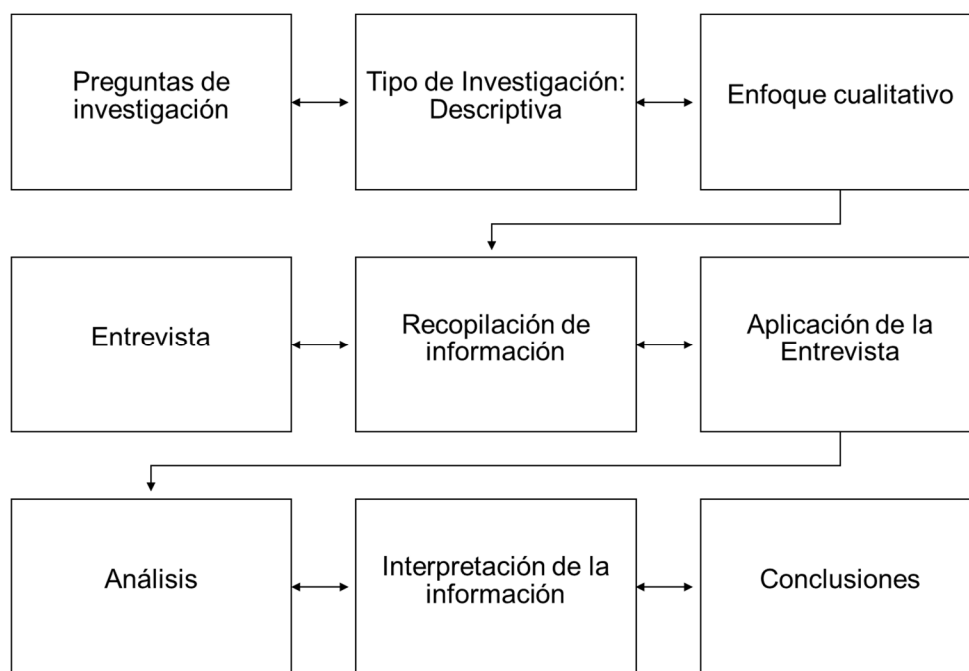 Preguntas de
investigación
Tipo de Investigación:
Descriptiva
Enfoque cualitativo
Entrevista
Recopilación de
información
Aplicación de la
Entrevista
Análisis
Interpretación de la
información
Conclusiones